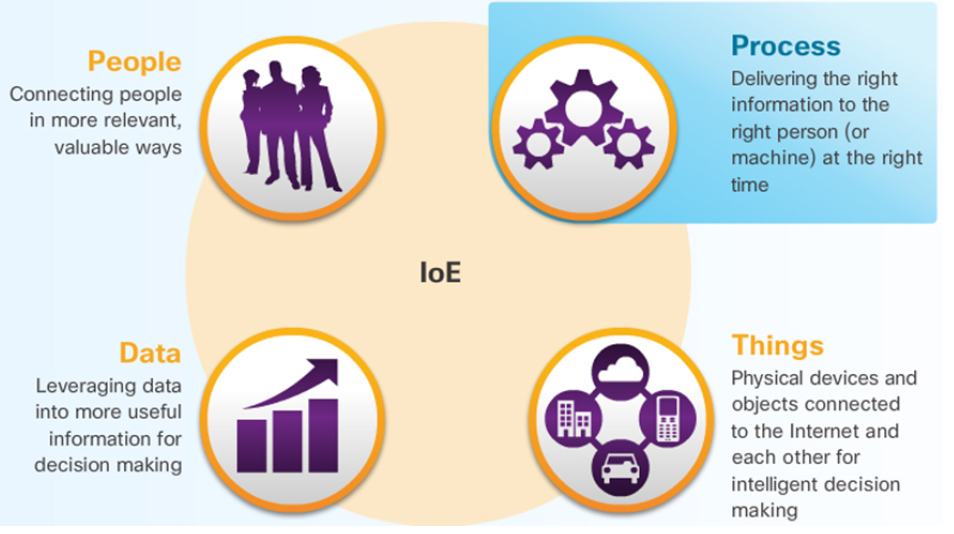 People
Connecting people
in more relevant,
valuable ways
Process
Delivering the right
information to the
right person (or
machine) at the right
time
IoE
Data
Leveraging data
into more useful
information for
decision making
Things
Physical devices and
objects connected
to the Internet and
each other for
intelligent decision
making